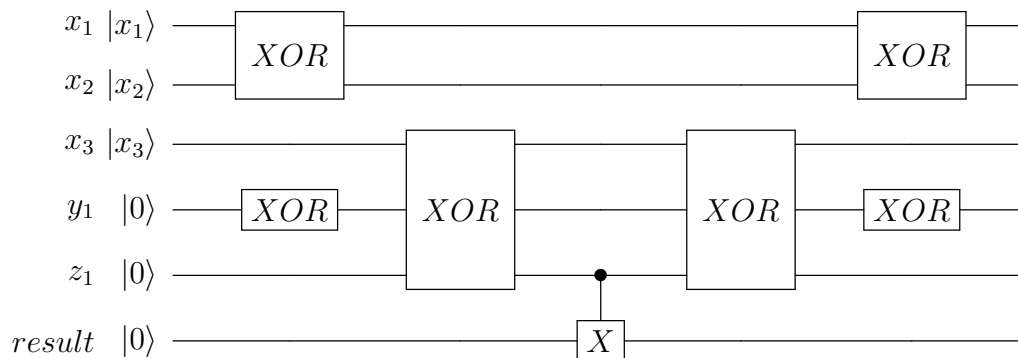 x₁ |x₁⟩ XOR XOR
x₂ |x₂⟩
x₃ |x₃⟩ XOR XOR
y₁ |0⟩ XOR XOR
z₁ |0⟩
result |0⟩ X